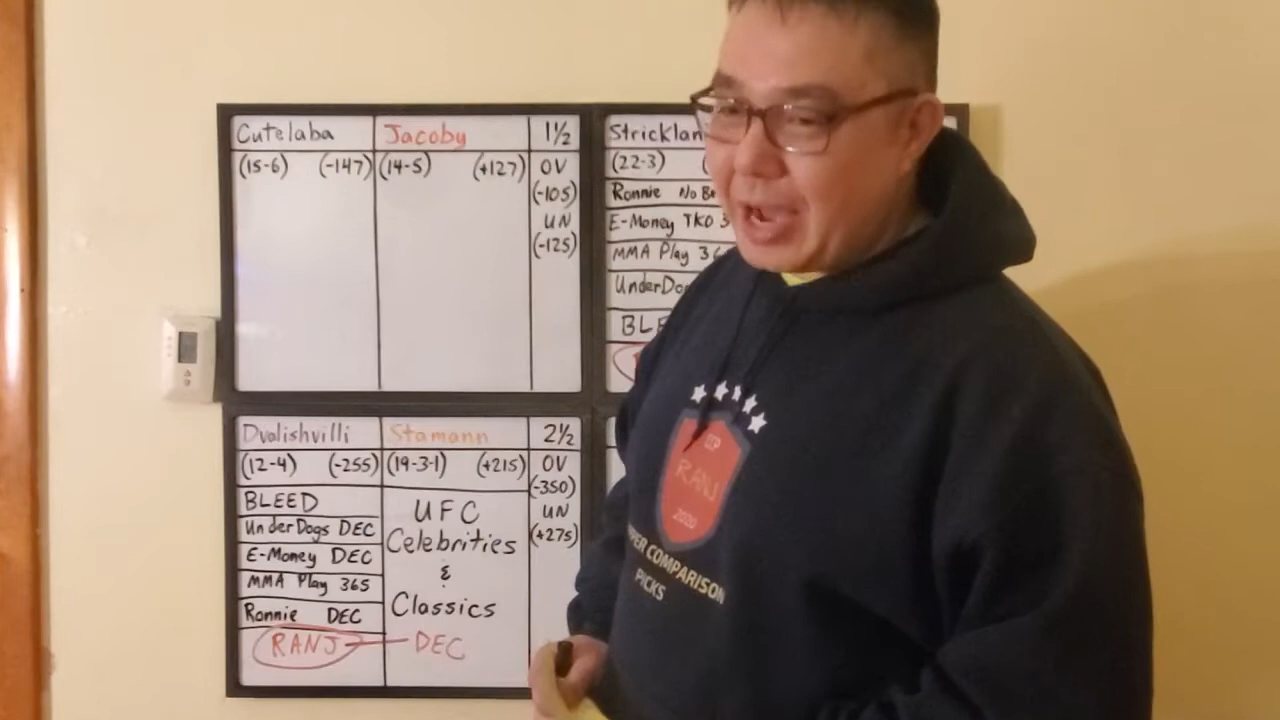 Cutelaba Jacoby 1½
(15-6) (-147) (14-5) (+127) OV
(-105)
UN
(-125)
(22-3)
Ronnie No
E-Money TKO
MMA Play
Dvalishvilli Stamann 2½
(12-4) (-255) (19-3-1) (+215) OV
(-350)
UN
(+275)
BLEED
UnderDogs DEC
E-Money DEC
MMA Play 365
Ronnie DEC
RANJ
UFC
Celebrities
&
Classics
DEC
RANJ
2020
COMPARISON
PICKS